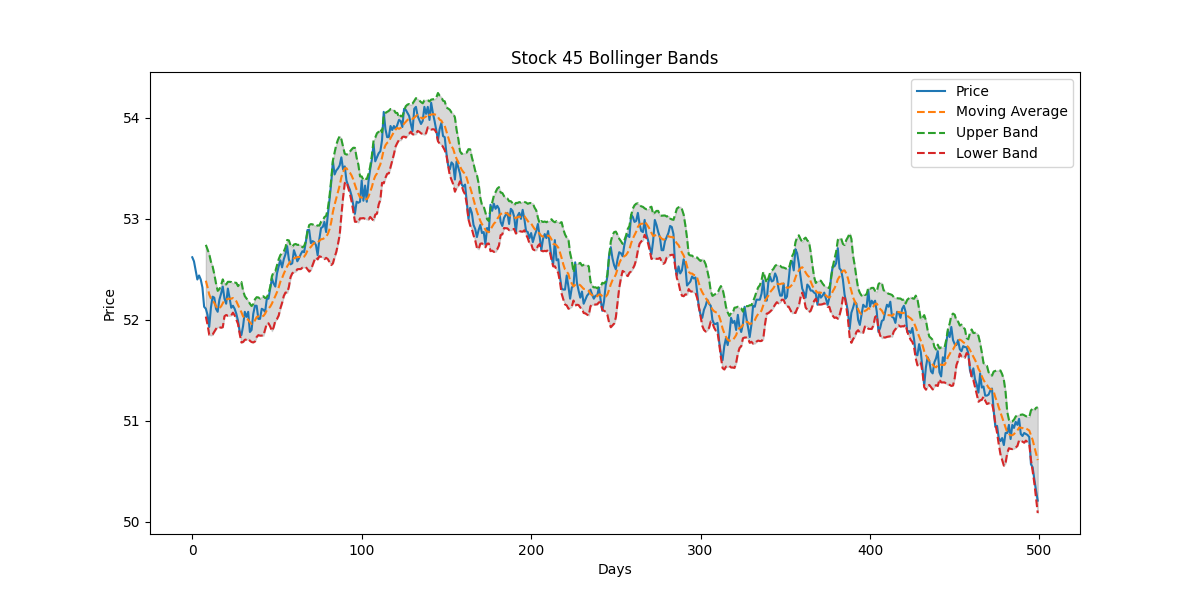 Stock 45 Bollinger Bands
Price
Moving Average
Upper Band
Lower Band
54
53
52
51
50
Price
0 100 200 300 400 500
Days